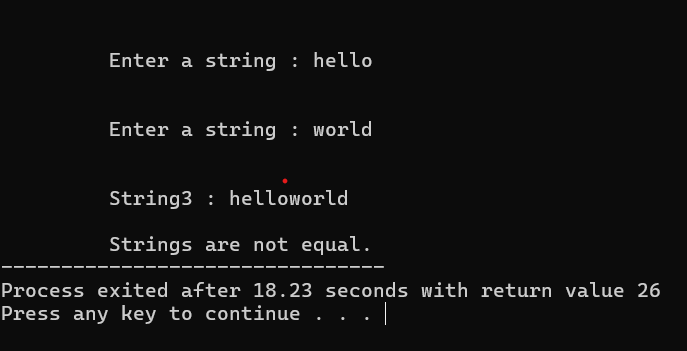 Enter a string : hello
Enter a string : world
String3 : helloworld
Strings are not equal.
--------------------------------
Process exited after 18.23 seconds with return value 26
Press any key to continue . . .